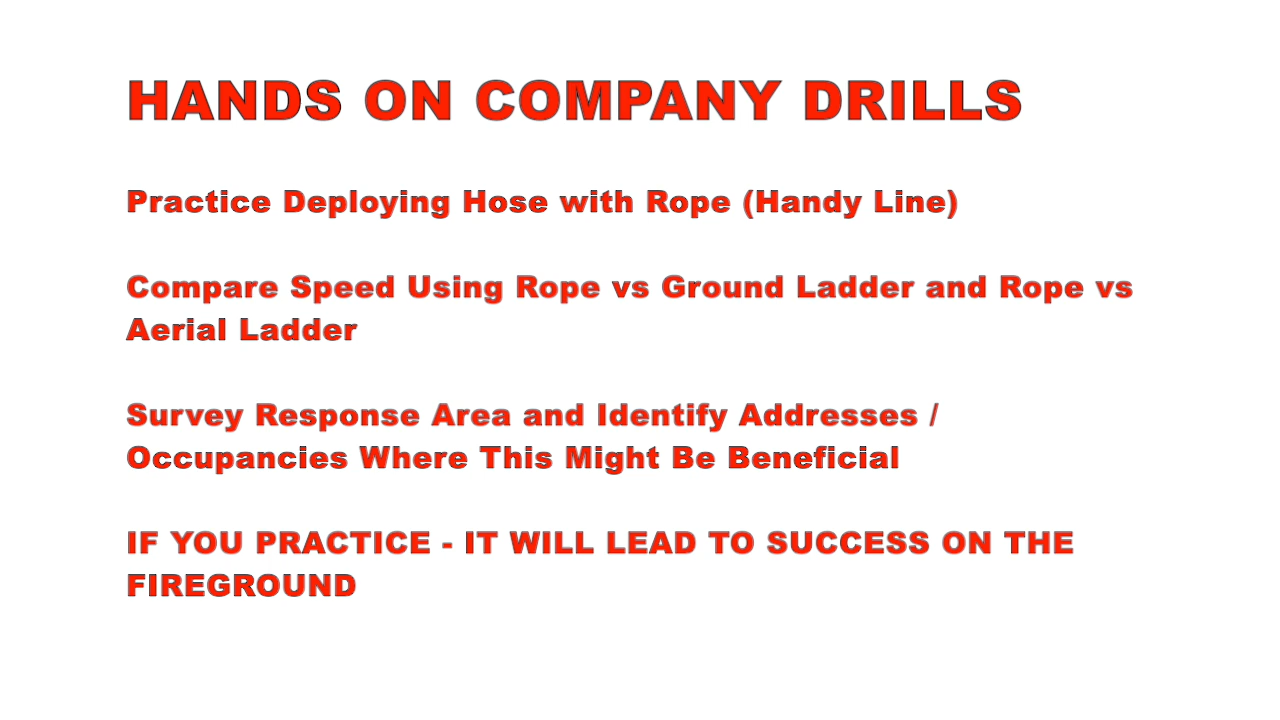 HANDS ON COMPANY DRILLS
Practice Deploying Hose with Rope (Handy Line)
Compare Speed Using Rope vs Ground Ladder and Rope vs
Aerial Ladder
Survey Response Area and Identify Addresses /
Occupancies Where This Might Be Beneficial
IF YOU PRACTICE - IT WILL LEAD TO SUCCESS ON THE
FIREGROUND